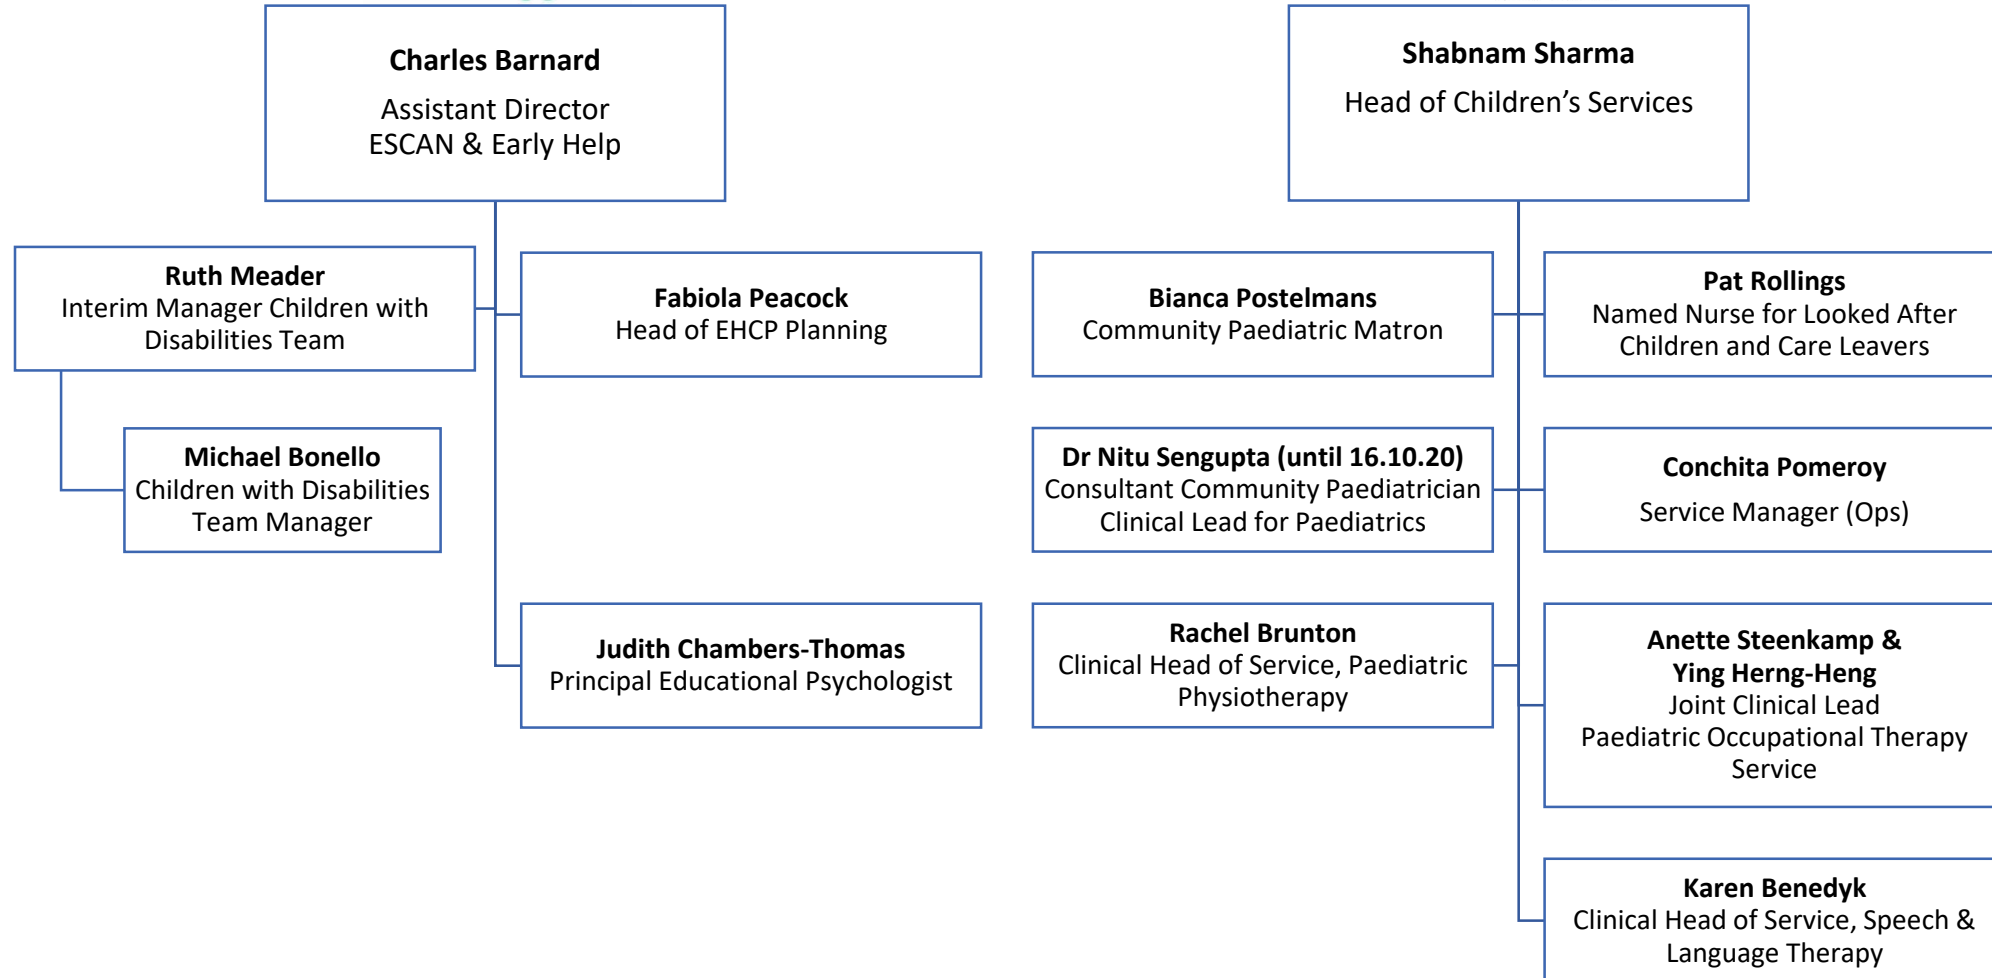 Charles Barnard
Assistant Director
ESCAN & Early Help
Shabnam Sharma
Head of Children’s Services
Ruth Meader
Interim Manager Children with
Disabilities Team
Fabiola Peacock
Head of EHCP Planning
Bianca Postelmans
Community Paediatric Matron
Pat Rollings
Named Nurse for Looked After
Children and Care Leavers
Michael Bonello
Children with Disabilities
Team Manager
Dr Nitu Sengupta (until 16.10.20)
Consultant Community Paediatrician
Clinical Lead for Paediatrics
Conchita Pomeroy
Service Manager (Ops)
Judith Chambers-Thomas
Principal Educational Psychologist
Rachel Brunton
Clinical Head of Service, Paediatric
Physiotherapy
Anette Steenkamp &
Ying Herng-Heng
Joint Clinical Lead
Paediatric Occupational Therapy
Service
Karen Benedyk
Clinical Head of Service, Speech &
Language Therapy